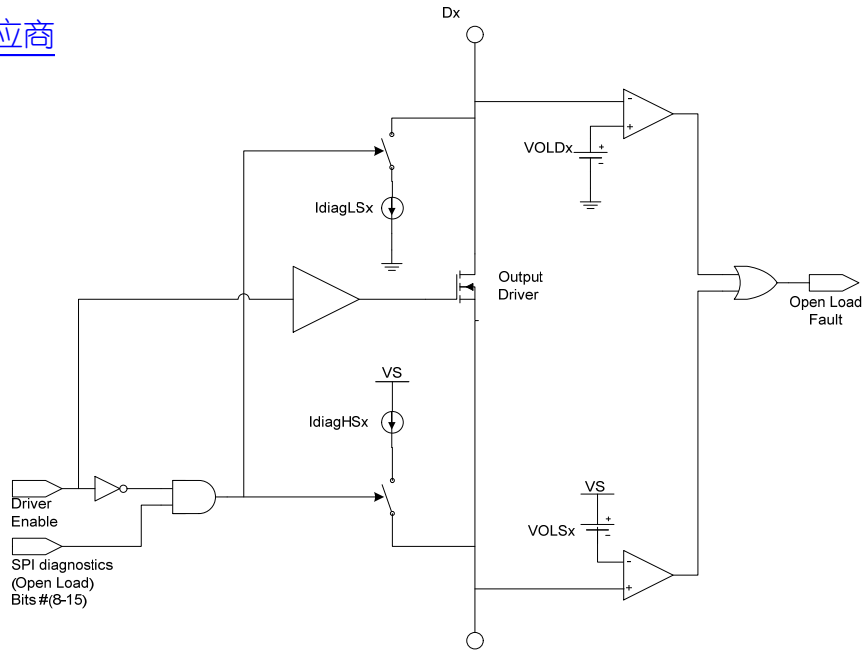 应商
Dx
VOLDx
+
-
-
+
IdiagLSx
Output
Driver
Open Load
Fault
VS
IdiagHSx
Driver
Enable
SPI diagnostics
(Open Load)
Bits #(8-15)
VS
VOLSx
+
-
-
+